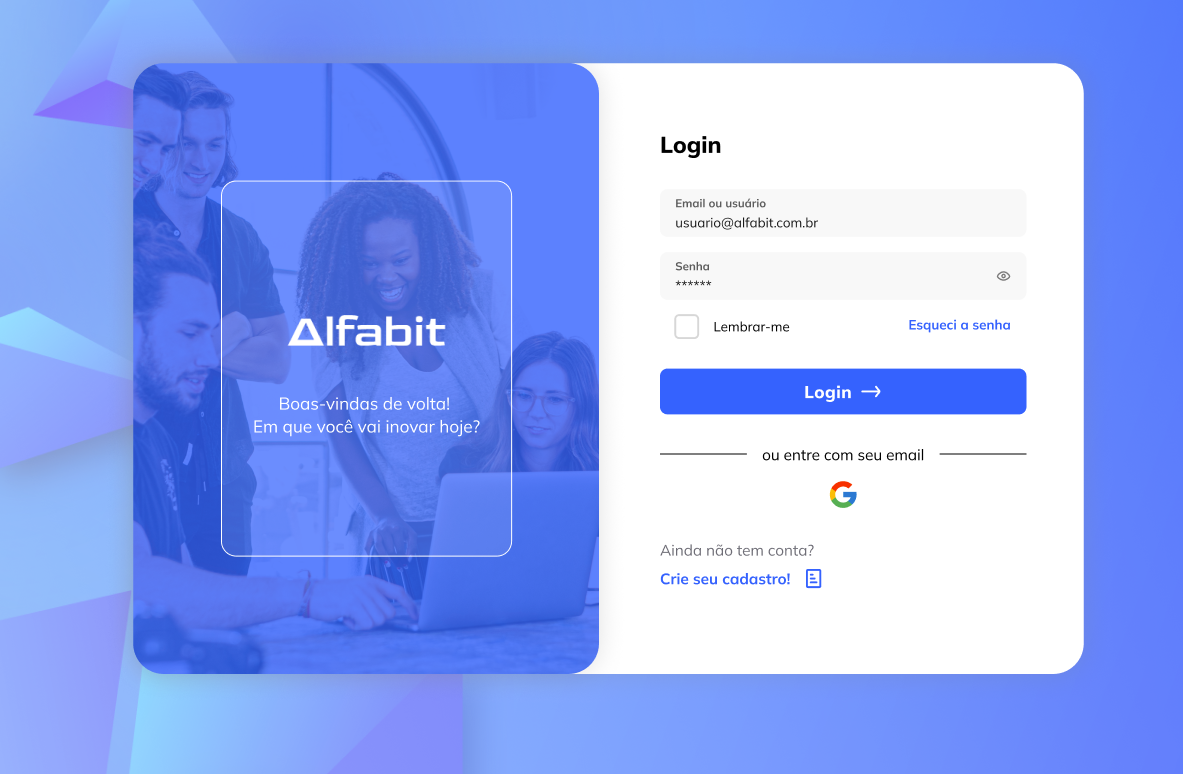 Alfabit
Boas-vindas de volta!
Em que você vai inovar hoje?
Login
Email ou usuário
usuario@alfabit.com.br
Senha
******
Lembrar-me
Esqueci a senha
Login →
ou entre com seu email
G
Ainda não tem conta?
Crie seu cadastro!